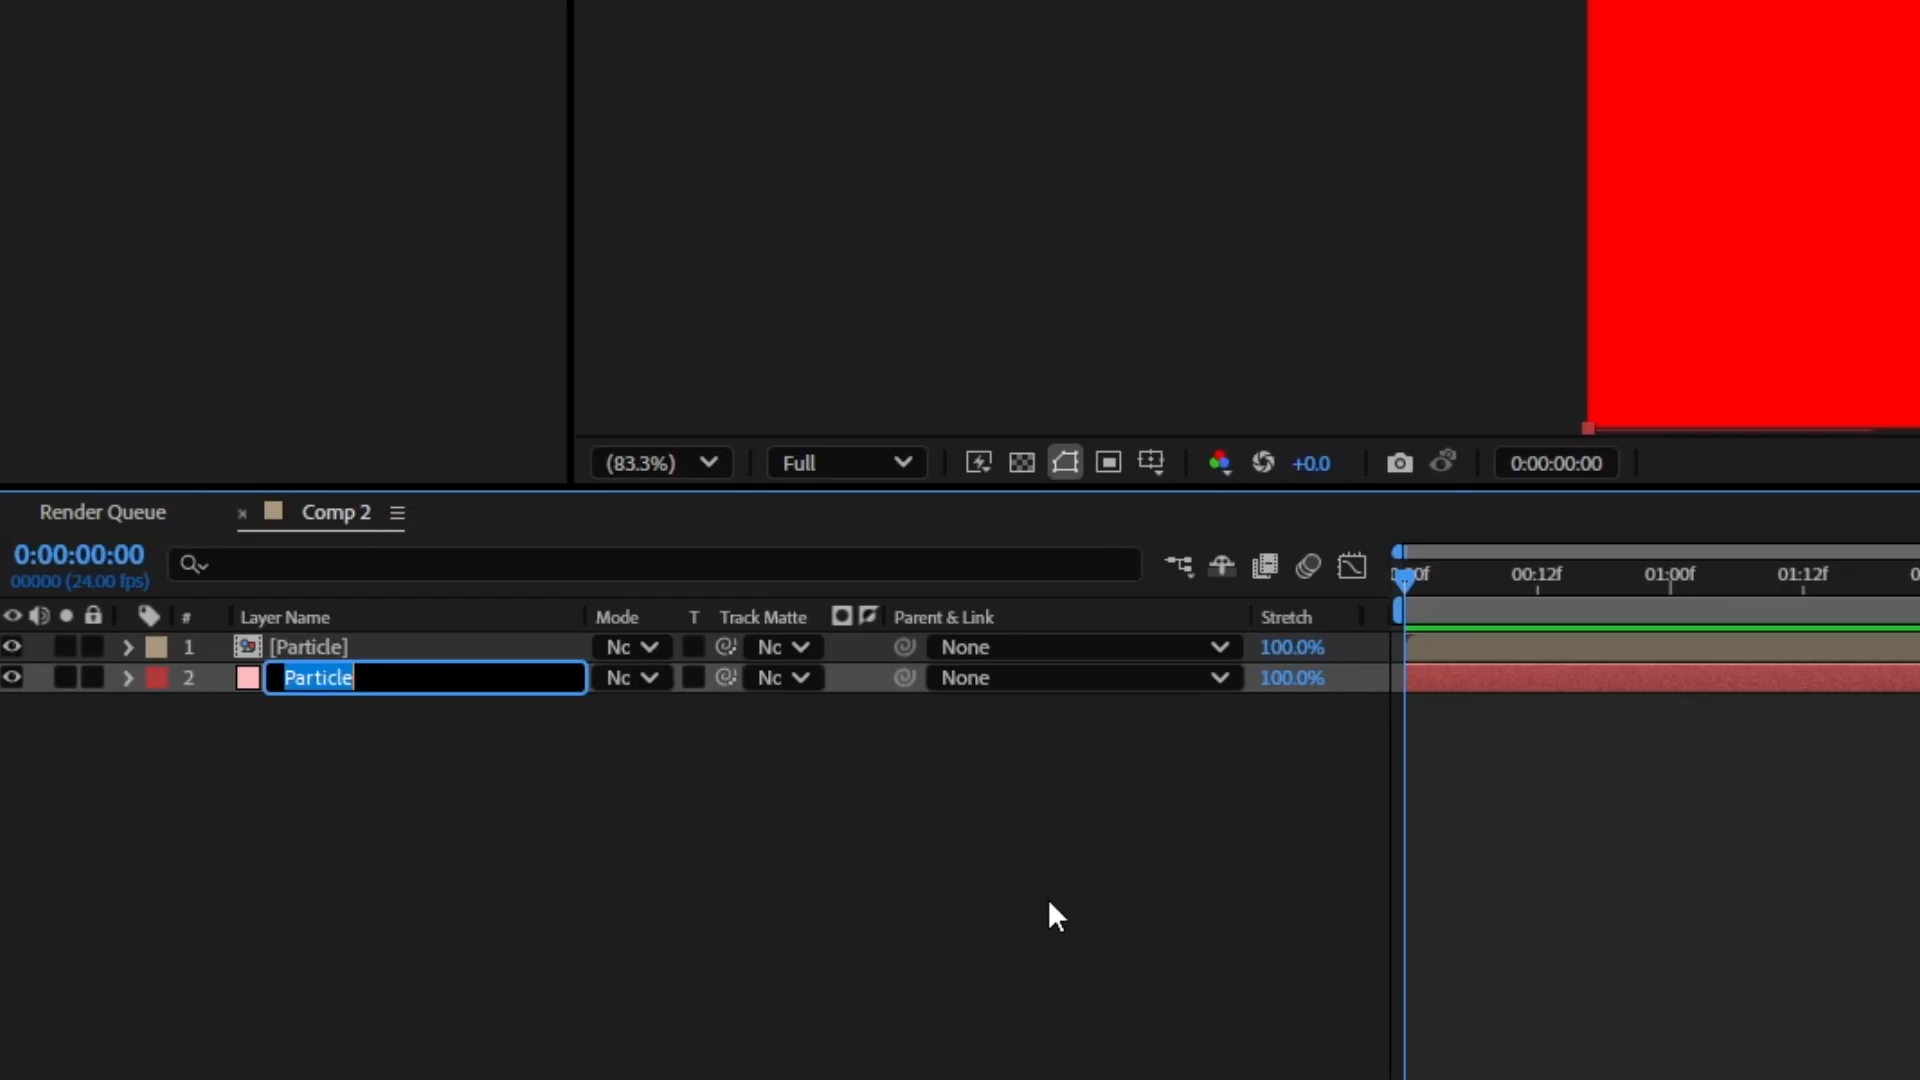 (83.3%) Full +0.0 0:00:00:00
Render Queue × Comp 2
0:00:00:00
00000 (24.00 fps)
00:12f 01:00f 01:12f
# Layer Name Mode T Track Matte Parent & Link Stretch
1 [Particle] Nc Nc None 100.0%
2 Particle Nc Nc None 100.0%